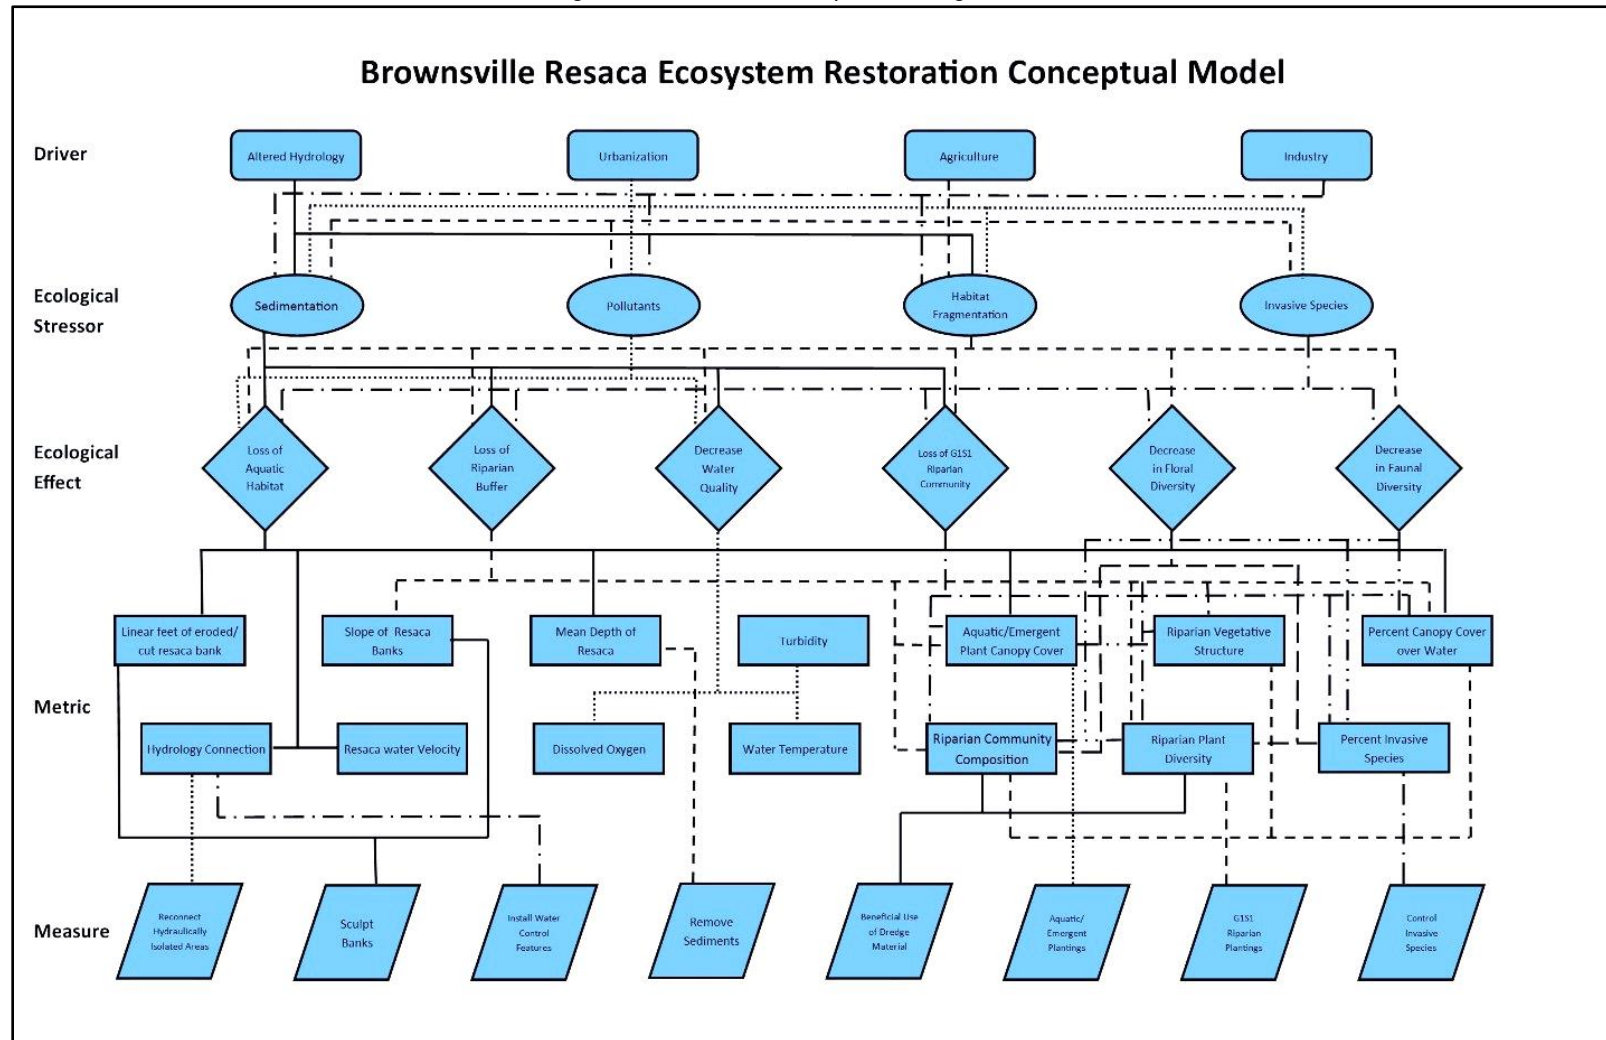 Brownsville Resaca Ecosystem Restoration Conceptual Model
Driver
Altered Hydrology
Urbanization
Agriculture
Industry
Ecological
Stressor
Sedimentation
Pollutants
Habitat
Fragmentation
Invasive Species
Ecological
Effect
Loss of
Aquatic
Habitat
Loss of
Riparian
Buffer
Decrease
Water
Quality
Loss of G1S1
Riparian
Community
Decrease
in Floral
Diversity
Decrease
in Faunal
Diversity
Metric
Linear feet of eroded/
cut resaca bank
Slope of Resaca
Banks
Mean Depth of
Resaca
Turbidity
Aquatic/Emergent
Plant Canopy Cover
Riparian Vegetative
Structure
Percent Canopy Cover
over Water
Hydrology Connection
Resaca water Velocity
Dissolved Oxygen
Water Temperature
Riparian Community
Composition
Riparian Plant
Diversity
Percent Invasive
Species
Measure
Reconnect
Hydraulically
Isolated Areas
Sculpt
Banks
Install Water
Control
Features
Remove
Sediments
Beneficial Use
of Dredge
Material
Aquatic/
Emergent
Plantings
G1S1
Riparian
Plantings
Control
Invasive
Species